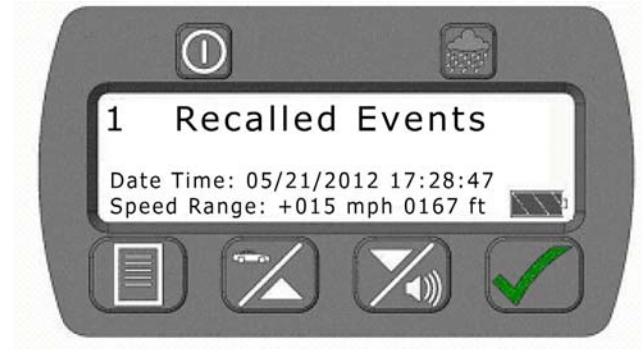 1 Recalled Events
Date Time: 05/21/2012 17:28:47
Speed Range: +015 mph 0167 ft